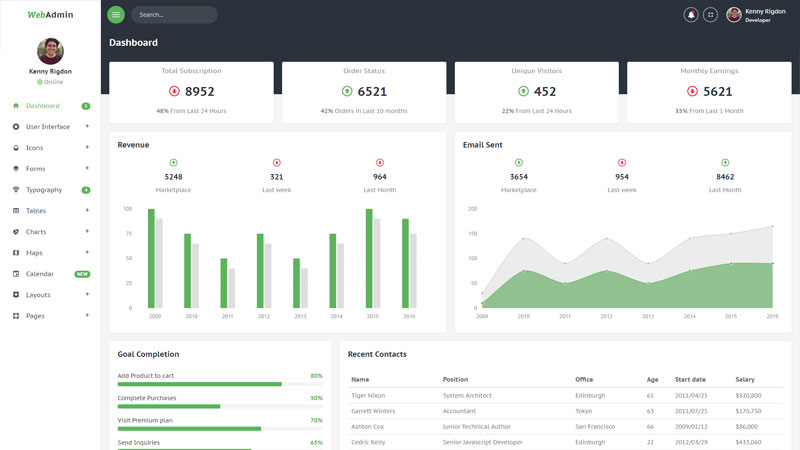 WebAdmin
Search...
Kenny Rigdon
Developer
Kenny Rigdon
Online
Dashboard 1
User Interface +
Icons +
Forms +
Typography 4
Tables +
Charts +
Maps +
Calendar NEW
Layouts +
Pages +
Dashboard
Total Subscription
8952
48% From Last 24 Hours
Order Status
6521
42% Orders in Last 10 months
Unique Visitors
452
22% From Last 24 Hours
Monthly Earnings
5621
35% From Last 1 Month
Revenue
5248 321 964
Marketplace Last week Last Month
100
75
50
25
0
2009 2010 2011 2012 2013 2014 2015 2016
Email Sent
3654 954 8462
Marketplace Last week Last Month
200
150
100
50
0
2009 2010 2011 2012 2013 2014 2015 2016
Goal Completion
Add Product to cart 80%
Complete Purchases 50%
Visit Premium plan 70%
Send Inquiries 65%
Recent Contacts
Name Position Office Age Start date Salary
Tiger Nixon System Architect Edinburgh 61 2011/04/25 $320,800
Garrett Winters Accountant Tokyo 63 2011/07/25 $170,750
Ashton Cox Junior Technical Author San Francisco 66 2009/01/12 $86,000
Cedric Kelly Senior Javascript Developer Edinburgh 22 2012/03/29 $433,060